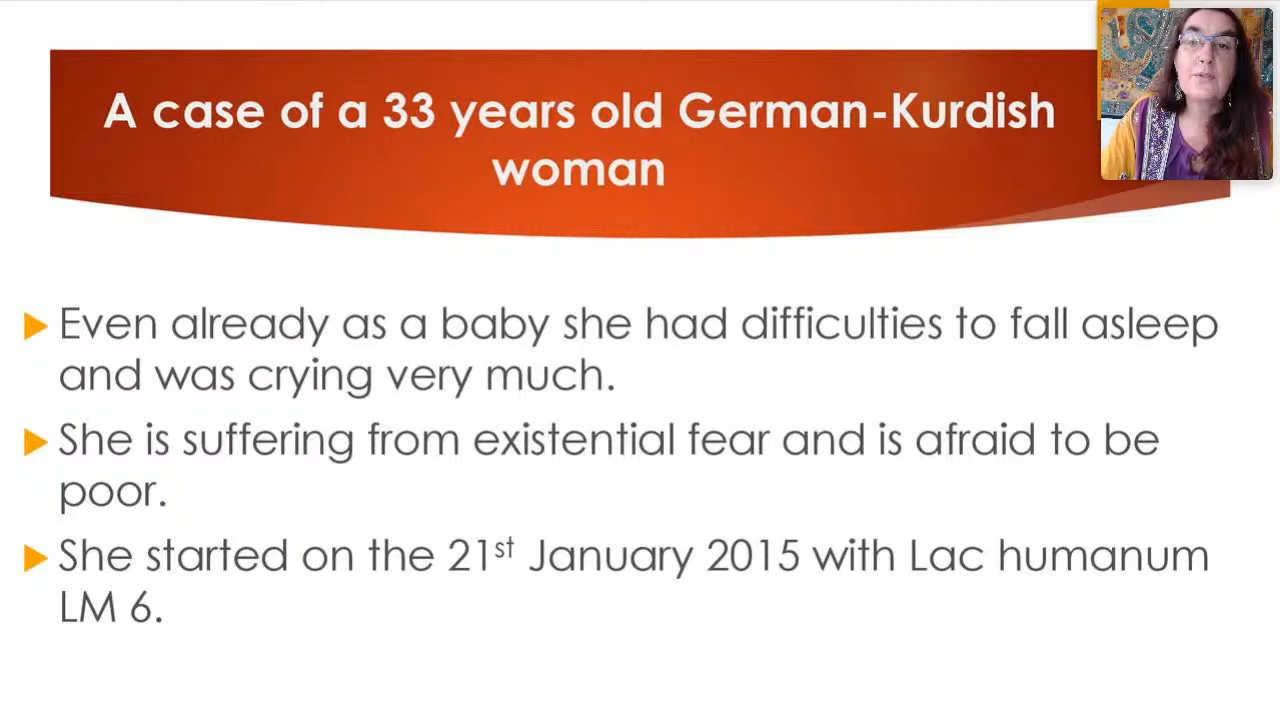 A case of a 33 years old German-Kurdish
woman
Even already as a baby she had difficulties to fall asleep
and was crying very much.
She is suffering from existential fear and is afraid to be
poor.
She started on the 21st January 2015 with Lac humanum
LM 6.